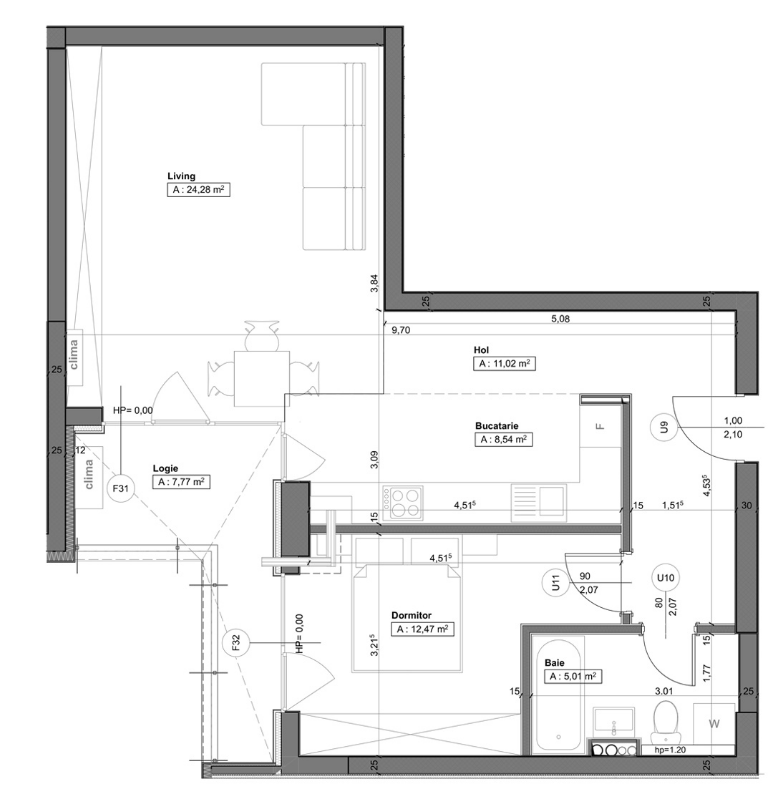 Living
A : 24,28 m²
3,84
25
25
5,08
9,70
clima
Hol
A : 11,02 m²
25
HP= 0,00
Bucatarie
A : 8,54 m²
F
U9
1,00
2,10
25
12
Logie
A : 7,77 m²
clima
F31
3,09
4,53⁵
15
4,51⁵
15
1,51⁵
30
4,51⁵
U11
90
2,07
U10
80
2,07
Dormitor
A : 12,47 m²
HP= 0,00
F32
3,21⁵
15
Baie
A : 5,01 m²
1,77
15
3.01
25
W
hp=1.20
25
25